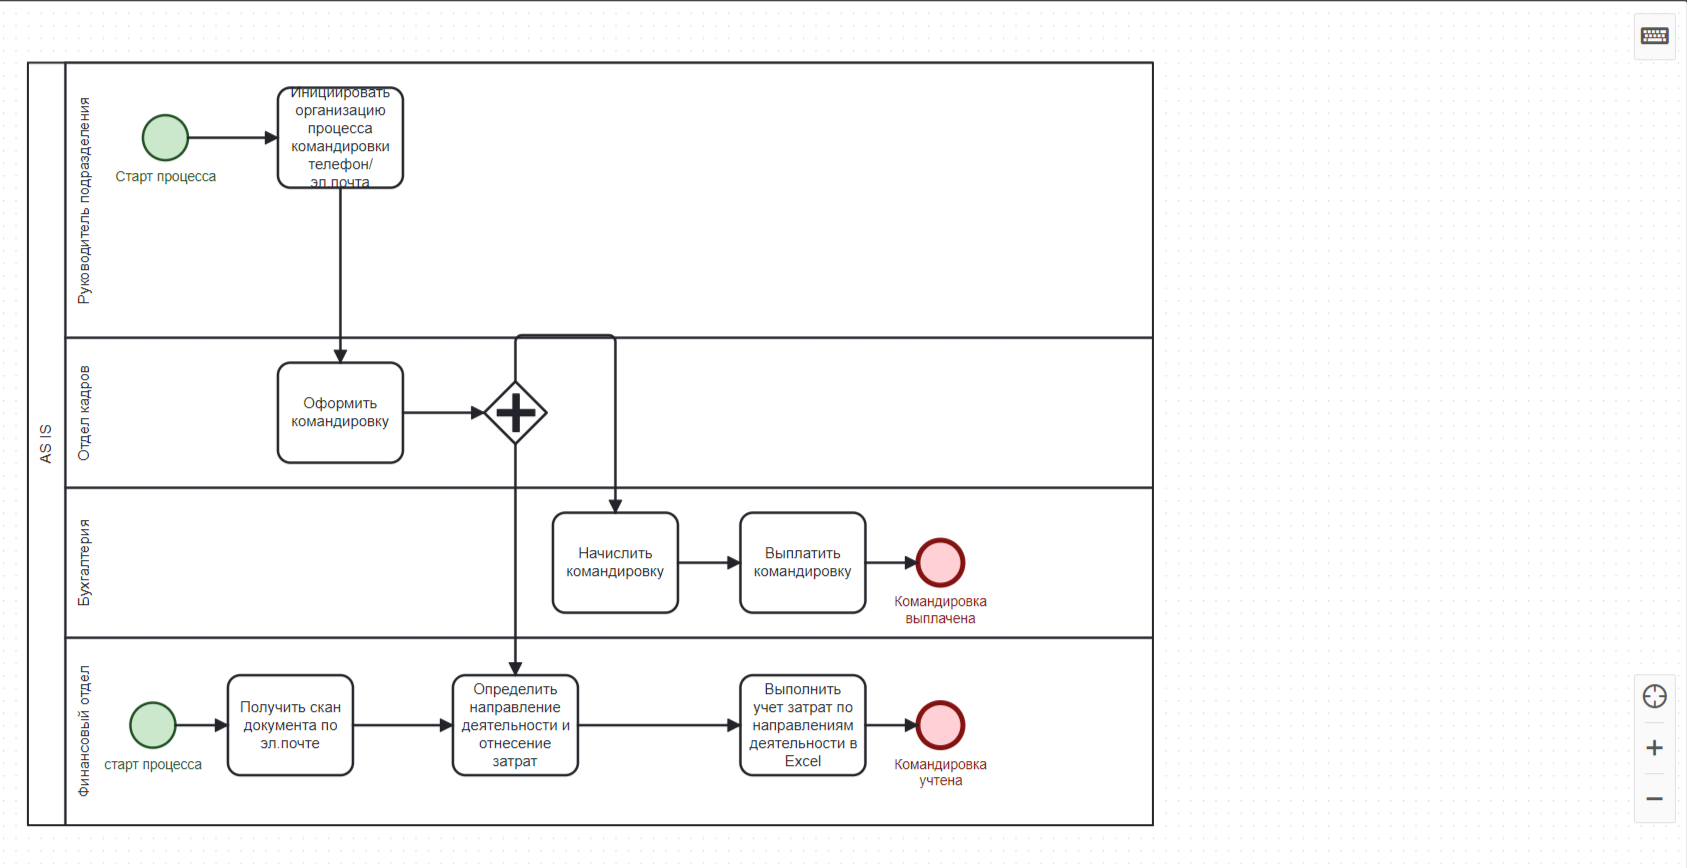 AS IS
Руководитель подразделения
Старт процесса
Инициировать
организацию
процесса
командировки
телефон/
эл.почта
Отдел кадров
Оформить
командировку
Бухгалтерия
Начислить
командировку
Выплатить
командировку
Командировка
выплачена
Финансовый отдел
старт процесса
Получить скан
документа по
эл.почте
Определить
направление
деятельности и
отнесение
затрат
Выполнить
учет затрат по
направлениям
деятельности в
Excel
Командировка
учтена